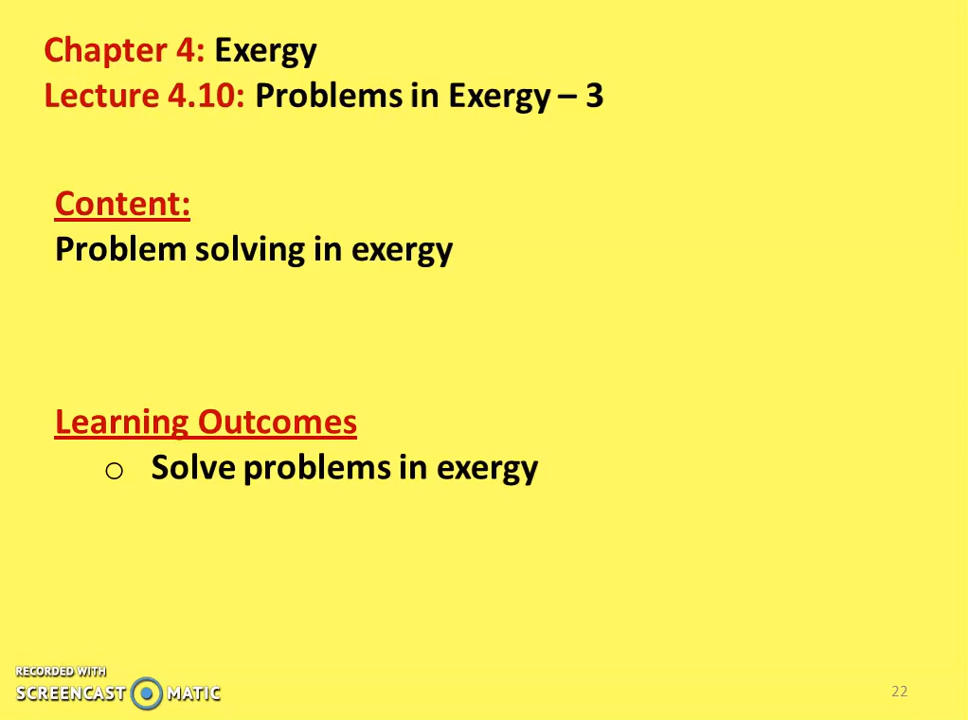 Chapter 4: Exergy
Lecture 4.10: Problems in Exergy – 3
Content:
Problem solving in exergy
Learning Outcomes
o Solve problems in exergy
RECORDED WITH
SCREENCAST MATIC
22